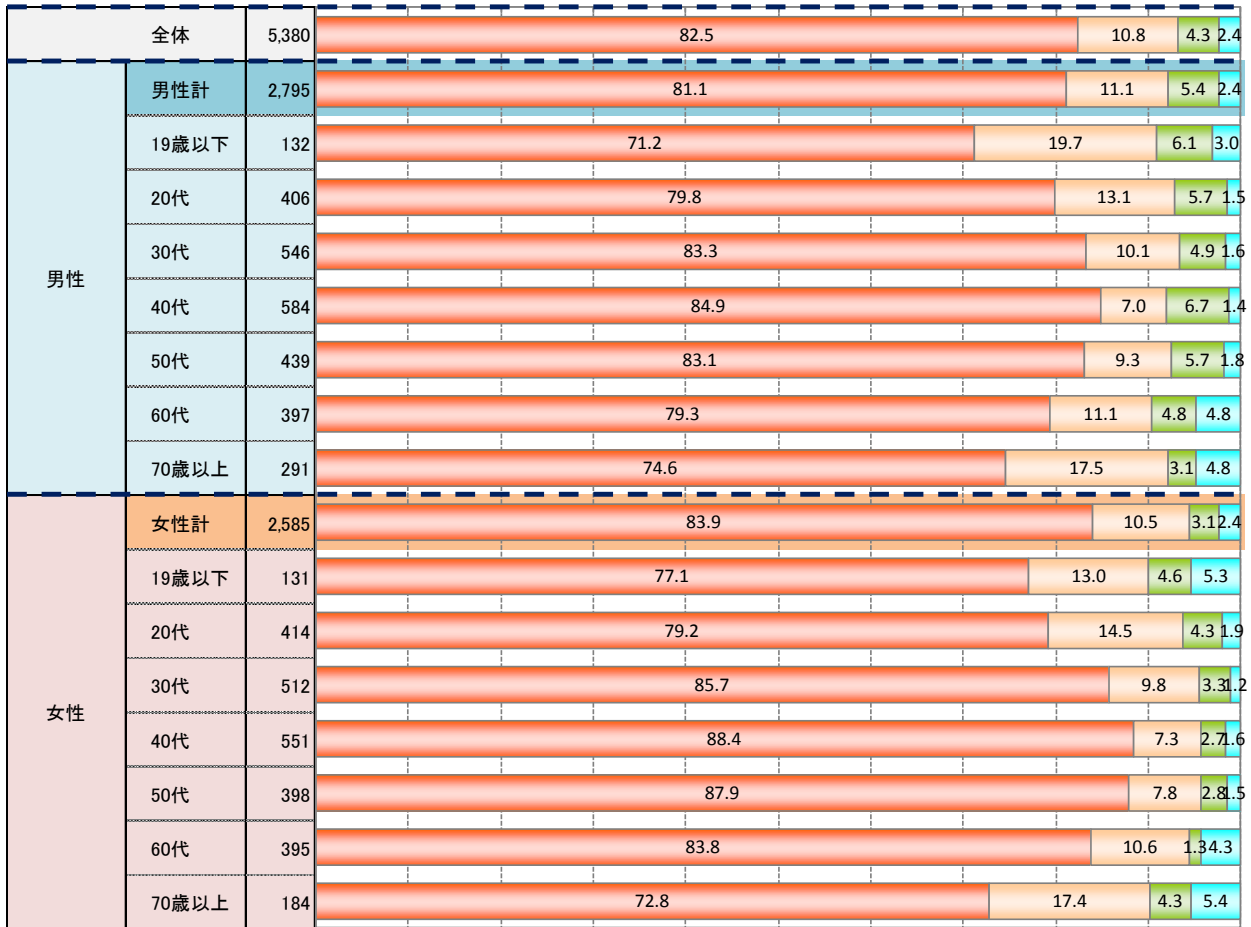 全体 5,380 82.5 10.8 4.3 2.4
男性計 2,795 81.1 11.1 5.4 2.4
19歳以下 132 71.2 19.7 6.1 3.0
20代 406 79.8 13.1 5.7 1.5
30代 546 83.3 10.1 4.9 1.6
男性
40代 584 84.9 7.0 6.7 1.4
50代 439 83.1 9.3 5.7 1.8
60代 397 79.3 11.1 4.8 4.8
70歳以上 291 74.6 17.5 3.1 4.8
女性計 2,585 83.9 10.5 3.1 2.4
19歳以下 131 77.1 13.0 4.6 5.3
20代 414 79.2 14.5 4.3 1.9
30代 512 85.7 9.8 3.3 1.2
女性
40代 551 88.4 7.3 2.7 1.6
50代 398 87.9 7.8 2.8 1.5
60代 395 83.8 10.6 1.3 4.3
70歳以上 184 72.8 17.4 4.3 5.4